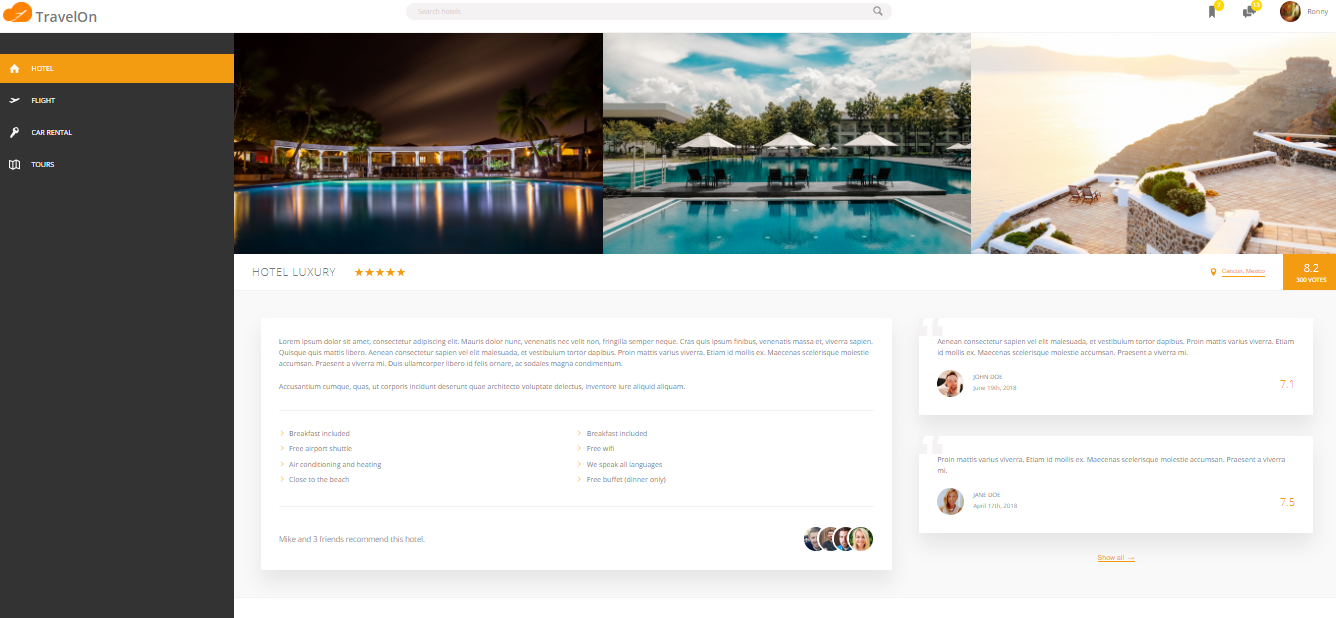 TravelOn
Search hotels
7
13
Ronny
HOTEL
FLIGHT
CAR RENTAL
TOURS
HOTEL LUXURY
Cancun, Mexico
8.2
300 VOTES
Lorem ipsum dolor sit amet, consectetur adipiscing elit. Mauris dolor nunc, venenatis nec velit non, fringilla semper neque. Cras quis ipsum finibus, venenatis massa et, viverra sapien.
Quisque quis mattis libero. Aenean consectetur sapien vel elit malesuada, et vestibulum tortor dapibus. Proin mattis varius viverra. Etiam id mollis ex. Maecenas scelerisque molestie
accumsan. Praesent a viverra mi. Duis ullamcorper libero id felis ornare, ac sodales magna condimentum.
Accusantium cumque, quas, ut corporis incidunt deserunt quae architecto voluptate delectus, inventore iure aliquid aliquam.
Breakfast included
Free airport shuttle
Air conditioning and heating
Close to the beach
Breakfast included
Free wifi
We speak all languages
Free buffet (dinner only)
Mike and 3 friends recommend this hotel.
“
Aenean consectetur sapien vel elit malesuada, et vestibulum tortor dapibus. Proin mattis varius viverra. Etiam
id mollis ex. Maecenas scelerisque molestie accumsan. Praesent a viverra mi.
JOHN DOE
June 19th, 2018
7.1
“
Proin mattis varius viverra. Etiam id mollis ex. Maecenas scelerisque molestie accumsan. Praesent a viverra
mi.
JANE DOE
April 17th, 2018
7.5
Show all →